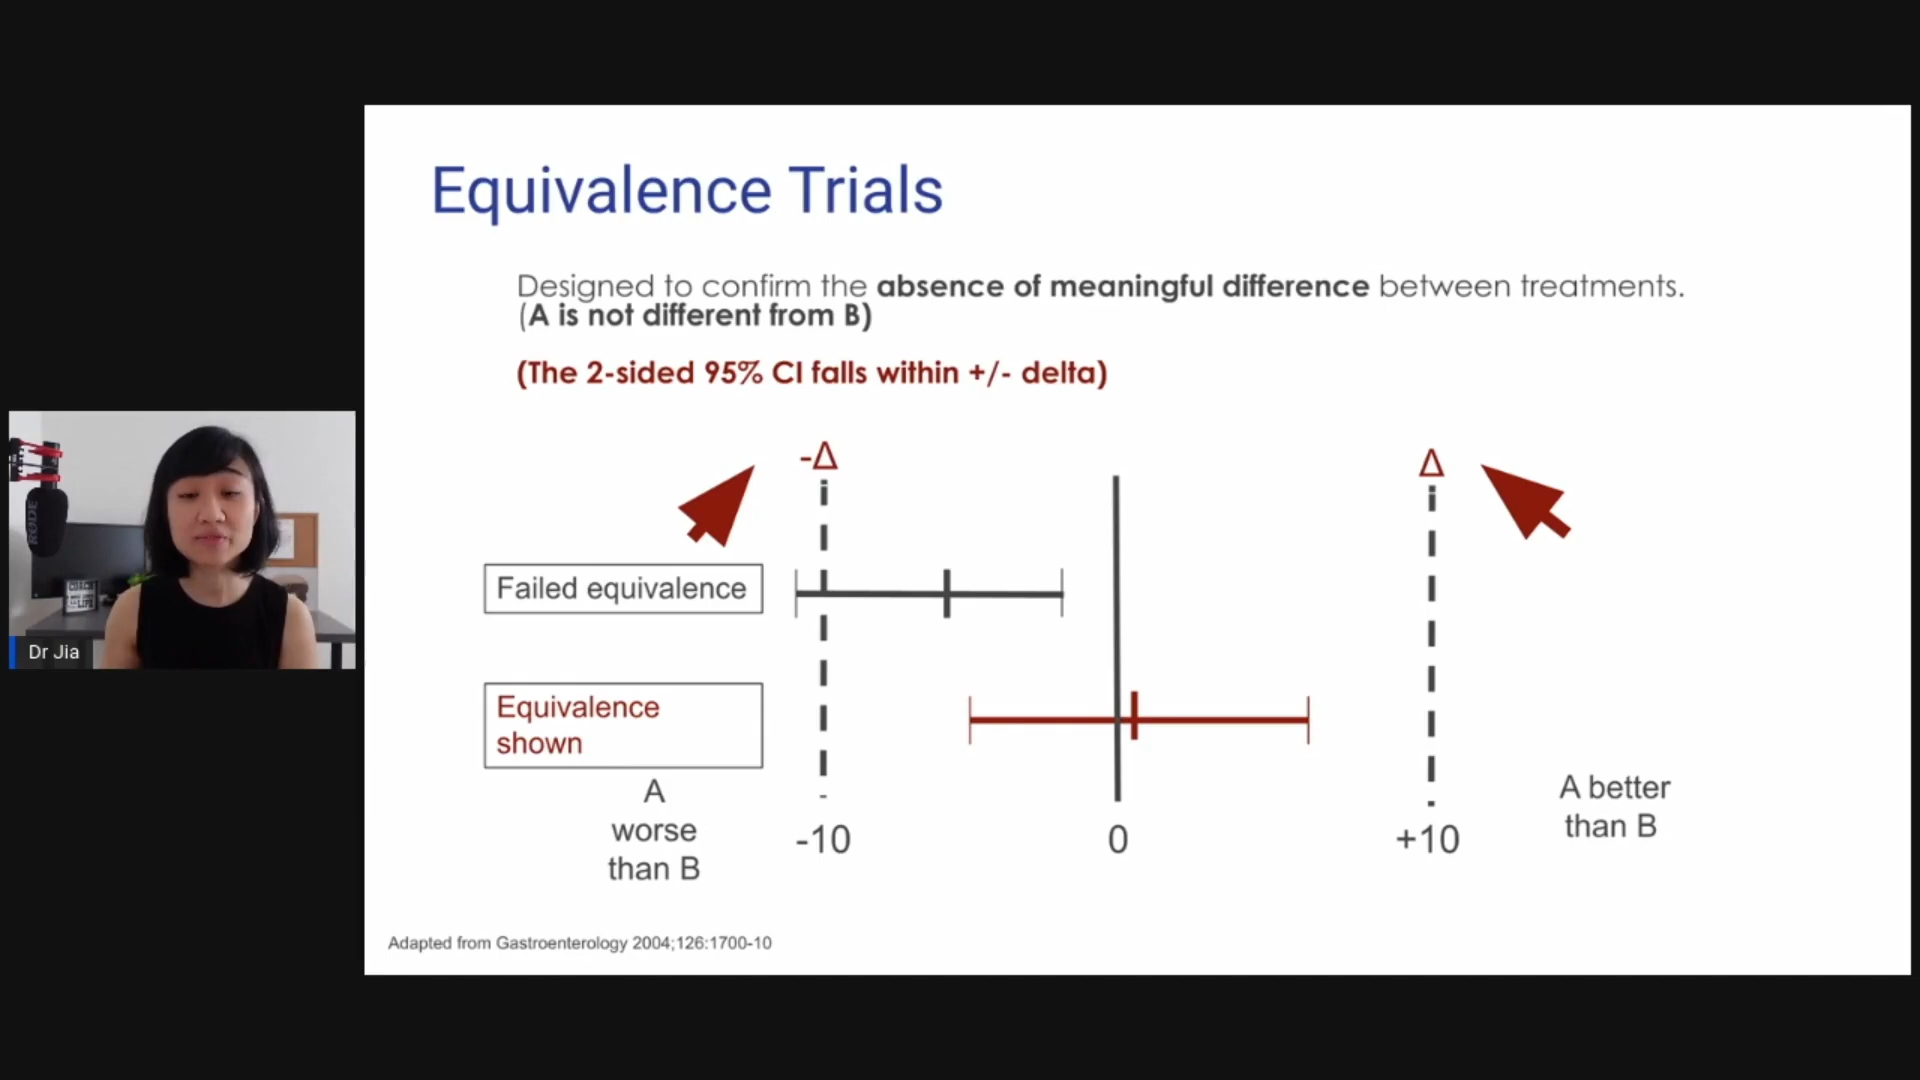 Equivalence Trials
Designed to confirm the absence of meaningful difference between treatments.
(A is not different from B)
(The 2-sided 95% CI falls within +/- delta)
-Δ
Δ
Failed equivalence
Equivalence
shown
A
worse
than B
-10
0
+10
A better
than B
Adapted from Gastroenterology 2004;126:1700-10
RØDE
Dr Jia